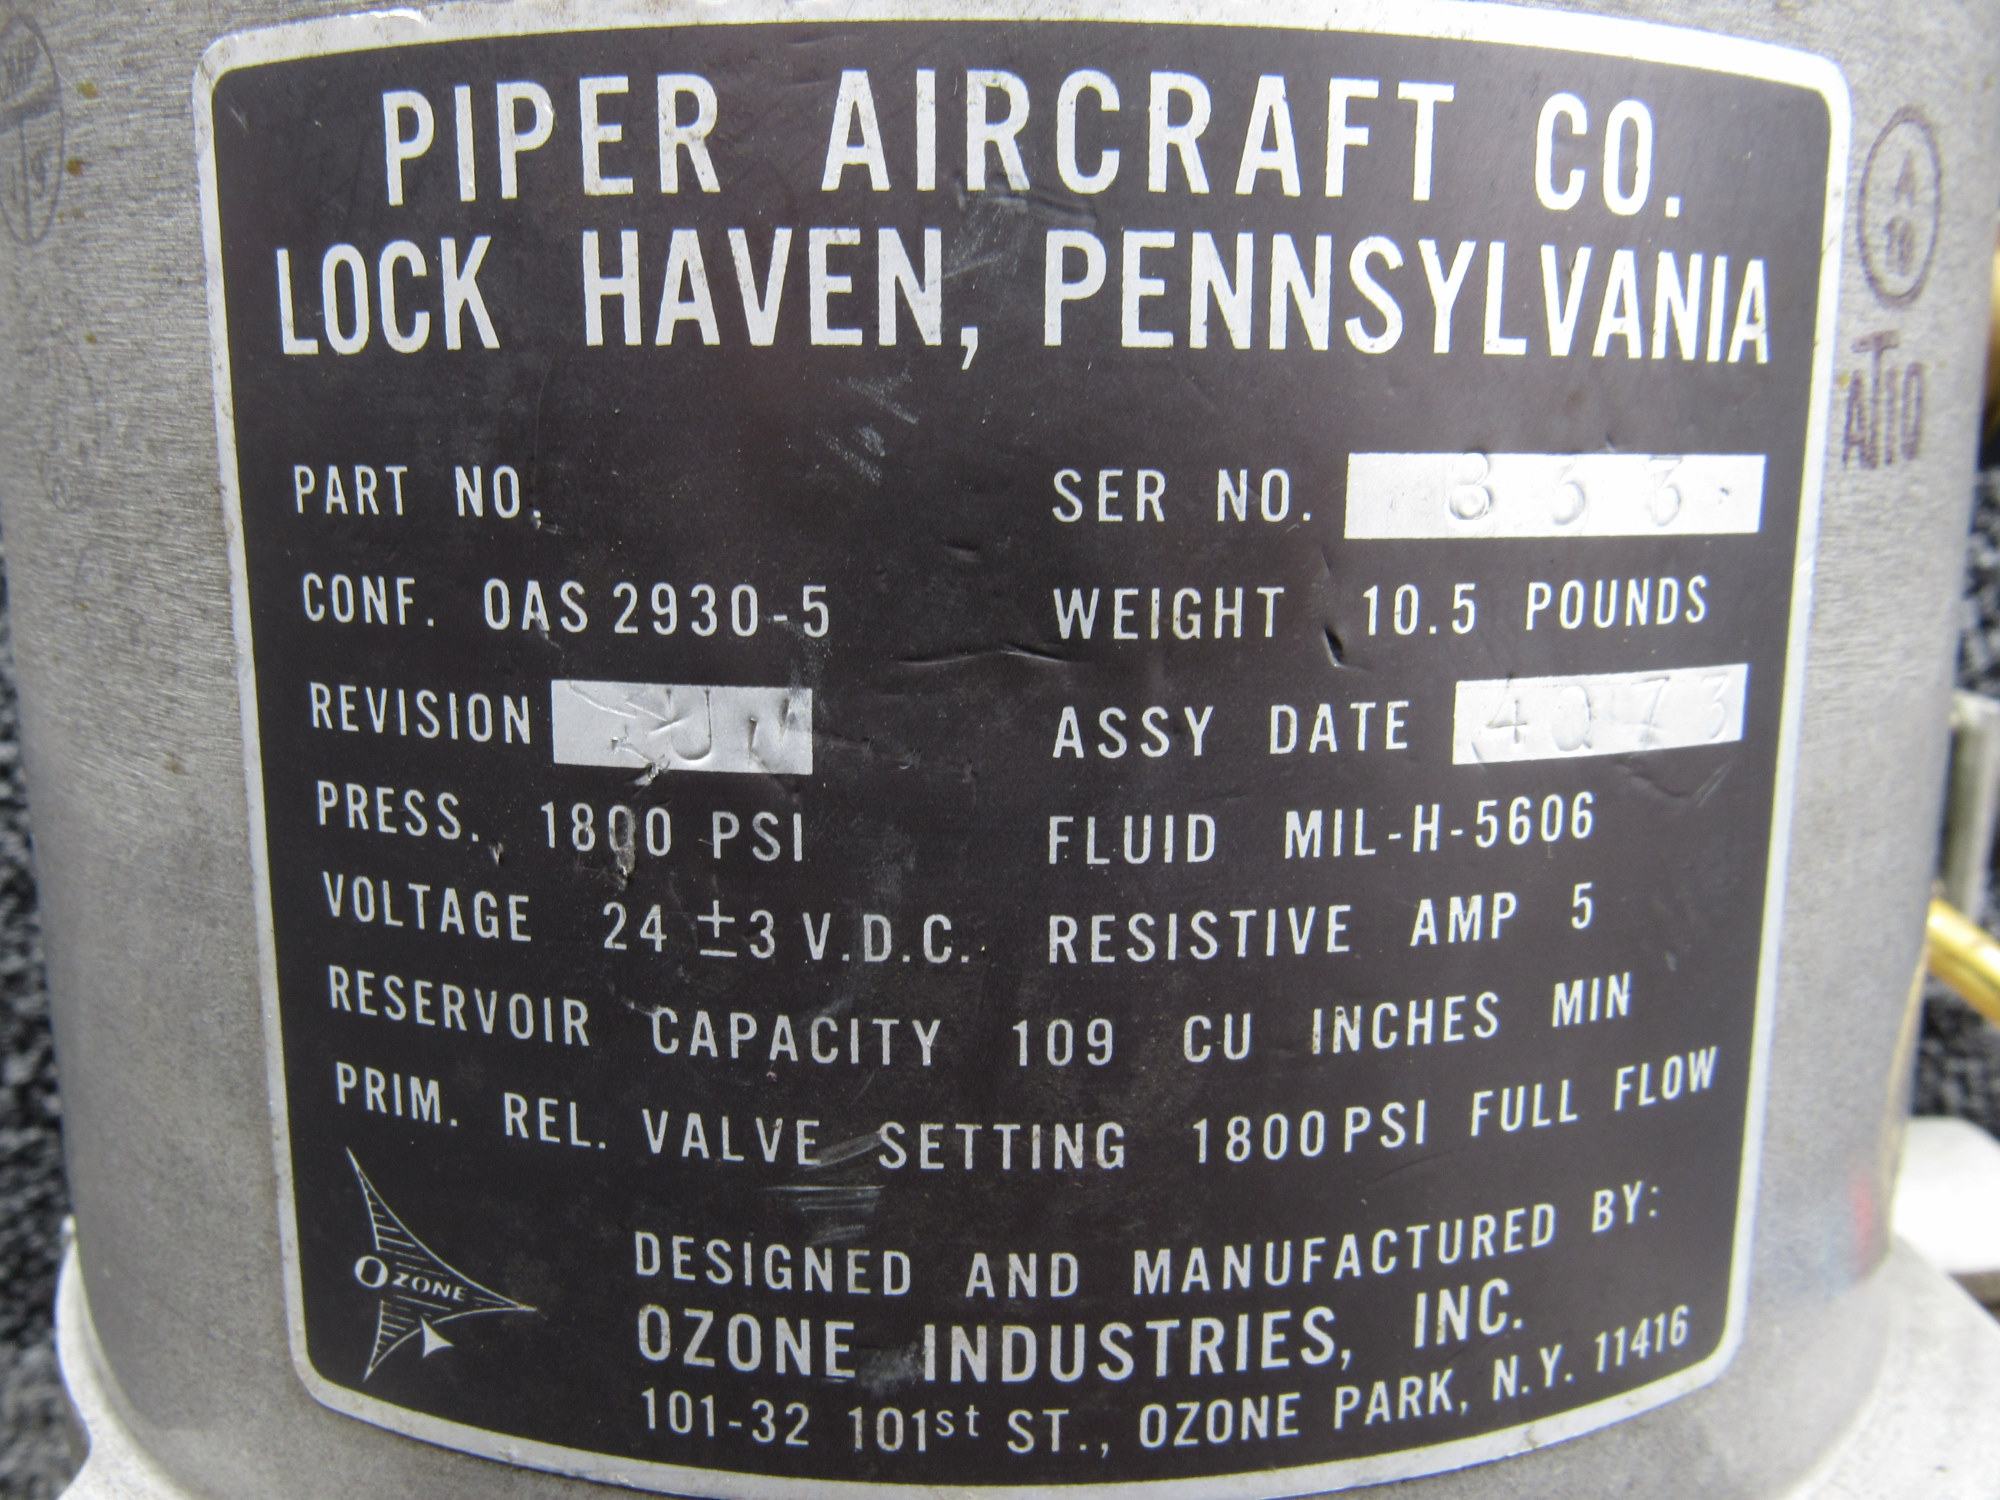 PIPER AIRCRAFT CO.
LOCK HAVEN, PENNSYLVANIA
PART NO. SER NO. 833
CONF. OAS 2930-5 WEIGHT 10.5 POUNDS
REVISION ASSY DATE 4Q73
PRESS. 1800 PSI FLUID MIL-H-5606
VOLTAGE 24 ±3 V.D.C. RESISTIVE AMP 5
RESERVOIR CAPACITY 109 CU INCHES MIN
PRIM. REL. VALVE SETTING 1800 PSI FULL FLOW
OZONE
DESIGNED AND MANUFACTURED BY:
OZONE INDUSTRIES, INC.
101-32 101st ST., OZONE PARK, N.Y. 11416
AT10